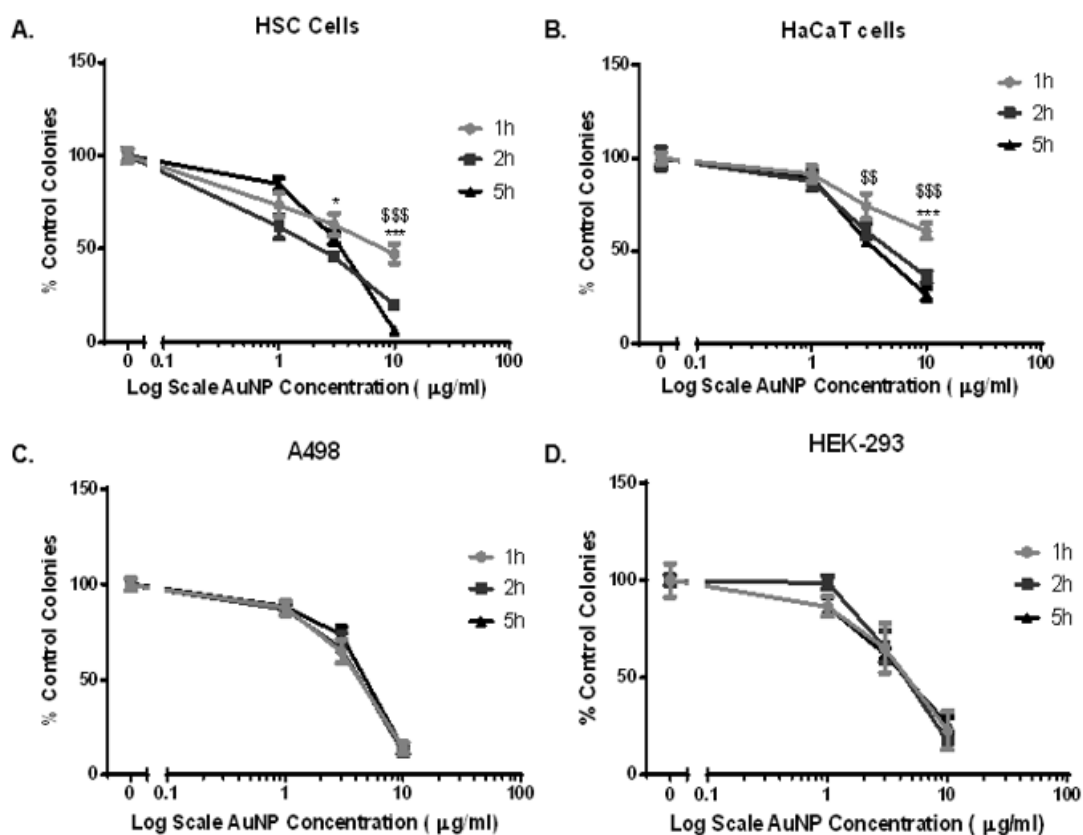 A.
HSC Cells
% Control Colonies
150
100
50
0
1h
2h
5h
*
$$$
***
0
0.1
1
10
100
Log Scale AuNP Concentration ( μg/ml)
B.
HaCaT cells
% Control Colonies
150
100
50
0
1h
2h
5h
$$
$$$
***
0
0.1
1
10
100
Log Scale AuNP Concentration ( μg/ml)
C.
A498
% Control Colonies
150
100
50
0
1h
2h
5h
0
0.1
1
10
100
Log Scale AuNP Concentration ( μg/ml)
D.
HEK-293
% Control Colonies
150
100
50
0
1h
2h
5h
0
0.1
1
10
100
Log Scale AuNP Concentration ( μg/ml)